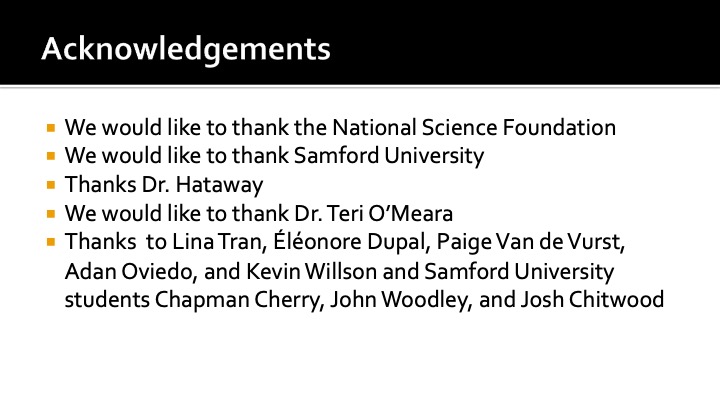 Acknowledgements
We would like to thank the National Science Foundation
We would like to thank Samford University
Thanks Dr. Hataway
We would like to thank Dr. Teri O’Meara
Thanks  to Lina Tran, Éléonore Dupal, Paige Van de Vurst,
Adan Oviedo, and Kevin Willson and Samford University
students Chapman Cherry, John Woodley, and Josh Chitwood